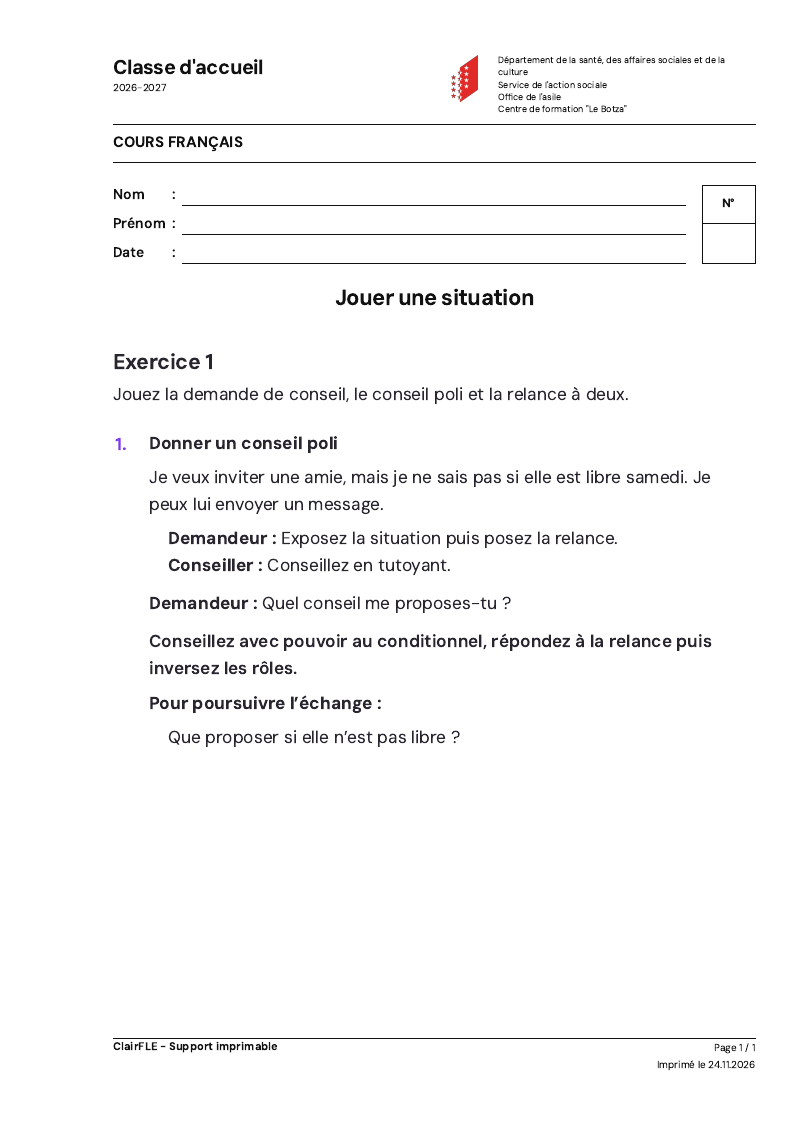 Classe d'accueil
2026-2027
Département de la santé, des affaires sociales et de la
culture
Service de l'action sociale
Office de l'asile
Centre de formation "Le Botza"
COURS FRANÇAIS
Nom :
Prénom :
Date :
N°
Jouer une situation
Exercice 1
Jouez la demande de conseil, le conseil poli et la relance à deux.
1. Donner un conseil poli
Je veux inviter une amie, mais je ne sais pas si elle est libre samedi. Je
peux lui envoyer un message.
Demandeur : Exposez la situation puis posez la relance.
Conseiller : Conseillez en tutoyant.
Demandeur : Quel conseil me proposes-tu ?
Conseillez avec pouvoir au conditionnel, répondez à la relance puis
inversez les rôles.
Pour poursuivre l’échange :
Que proposer si elle n’est pas libre ?
ClairFLE - Support imprimable
Page 1 / 1
Imprimé le 24.11.2026